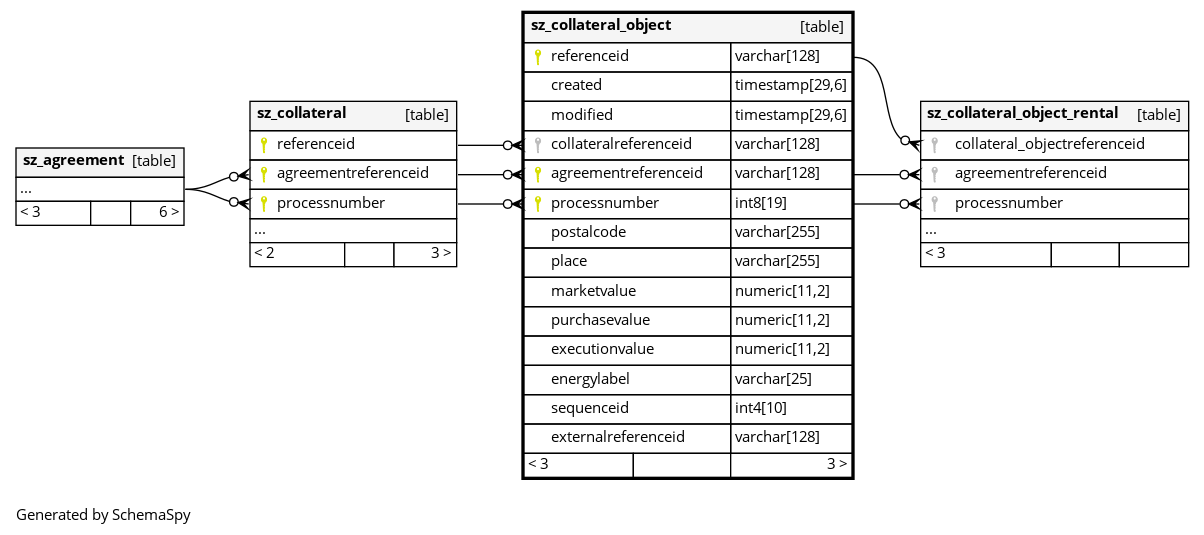 sz_agreement [table]
...
< 3 6 >
sz_collateral [table]
referenceid
agreementreferenceid
processnumber
...
< 2 3 >
sz_collateral_object [table]
referenceid varchar[128]
created timestamp[29,6]
modified timestamp[29,6]
collateralreferenceid varchar[128]
agreementreferenceid varchar[128]
processnumber int8[19]
postalcode varchar[255]
place varchar[255]
marketvalue numeric[11,2]
purchasevalue numeric[11,2]
executionvalue numeric[11,2]
energylabel varchar[25]
sequenceid int4[10]
externalreferenceid varchar[128]
< 3 3 >
sz_collateral_object_rental [table]
collateral_objectreferenceid
agreementreferenceid
processnumber
...
< 3
Generated by SchemaSpy